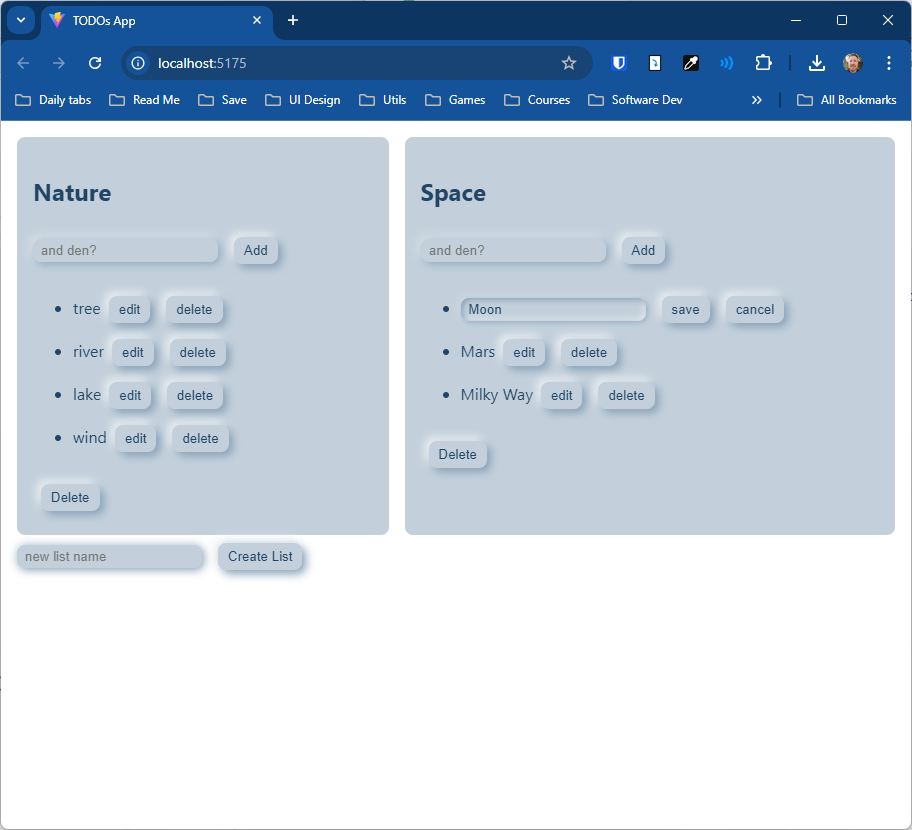 TODOs App
localhost:5175
Daily tabs Read Me Save UI Design Utils Games Courses Software Dev » All Bookmarks
Nature
and den? Add
tree edit delete
river edit delete
lake edit delete
wind edit delete
Delete
Space
and den? Add
Moon save cancel
Mars edit delete
Milky Way edit delete
Delete
new list name Create List